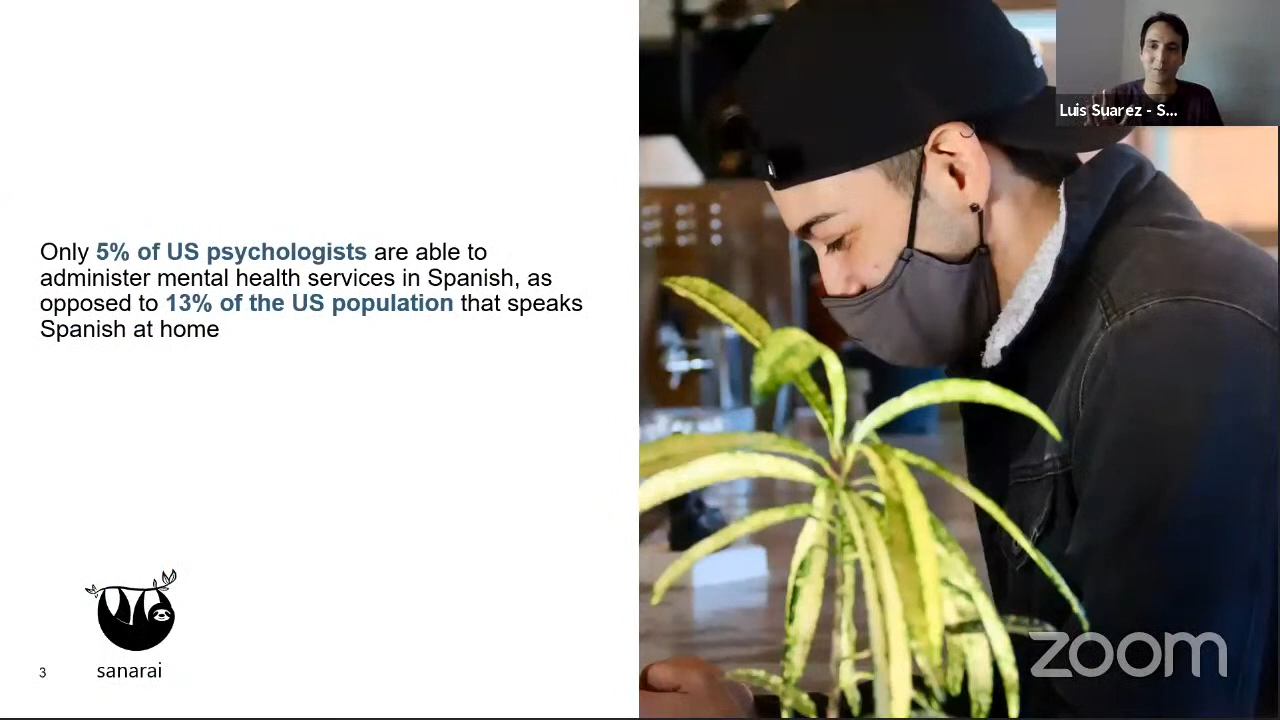 Luis Suarez - S...
Only 5% of US psychologists are able to
administer mental health services in Spanish, as
opposed to 13% of the US population that speaks
Spanish at home
sanarai
3
zoom